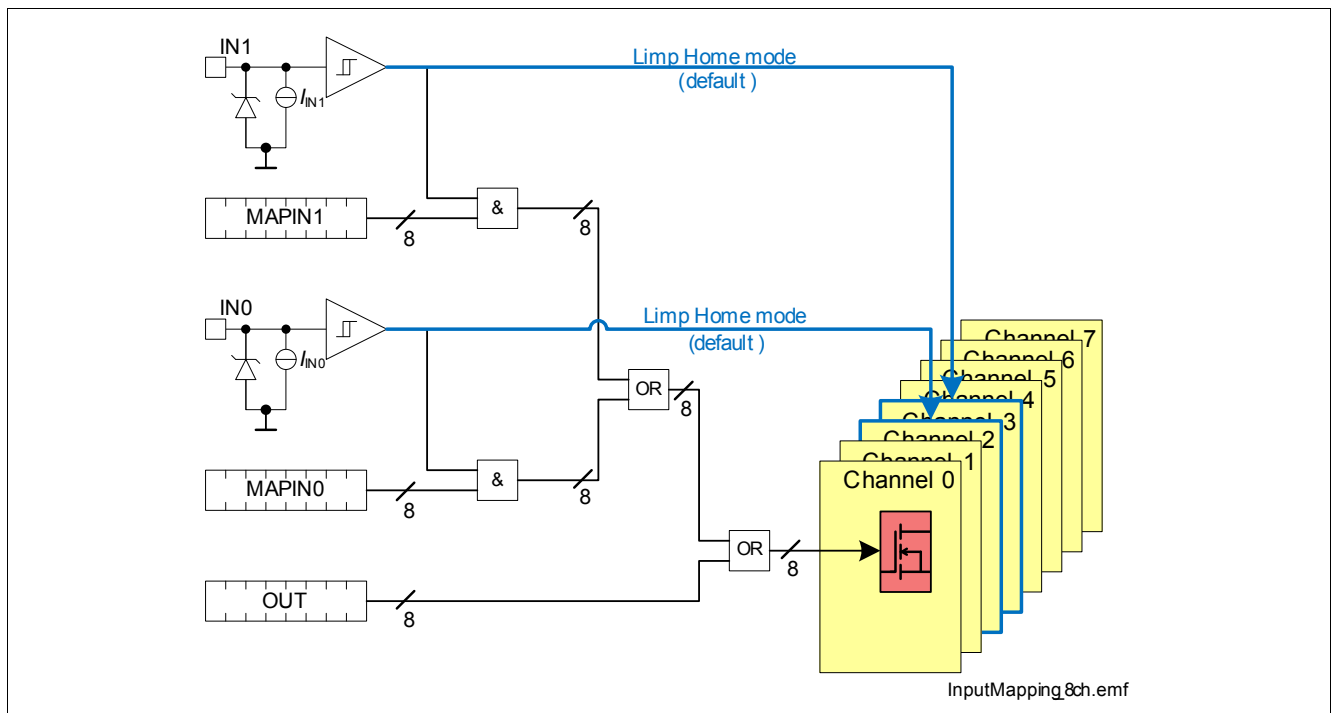 IN1
Limp Home mode
(default )
I_IN1
MAPIN1
&
8
8
IN0
Limp Home mode
(default )
I_IN0
Channel 7
Channel 6
Channel 5
Channel 4
Channel 3
Channel 2
Channel 1
Channel 0
OR
8
MAPIN0
&
8
8
OR
8
OUT
8
InputMapping_8ch.emf